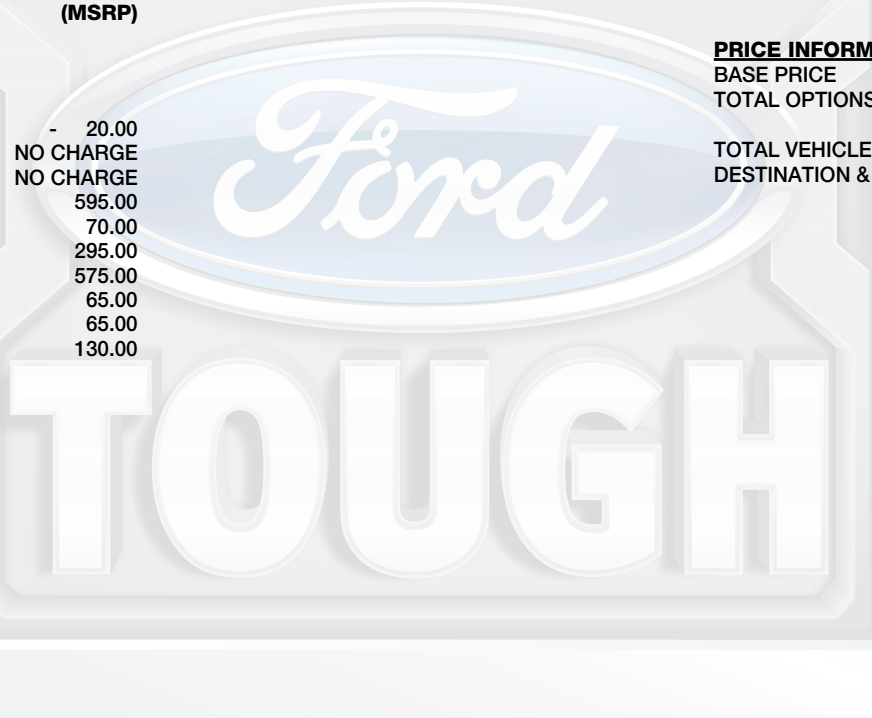 (MSRP)
- 20.00
NO CHARGE
NO CHARGE
595.00
70.00
295.00
575.00
65.00
65.00
130.00
PRICE INFORM
BASE PRICE
TOTAL OPTIONS
TOTAL VEHICLE
DESTINATION &
Ford
TOUGH